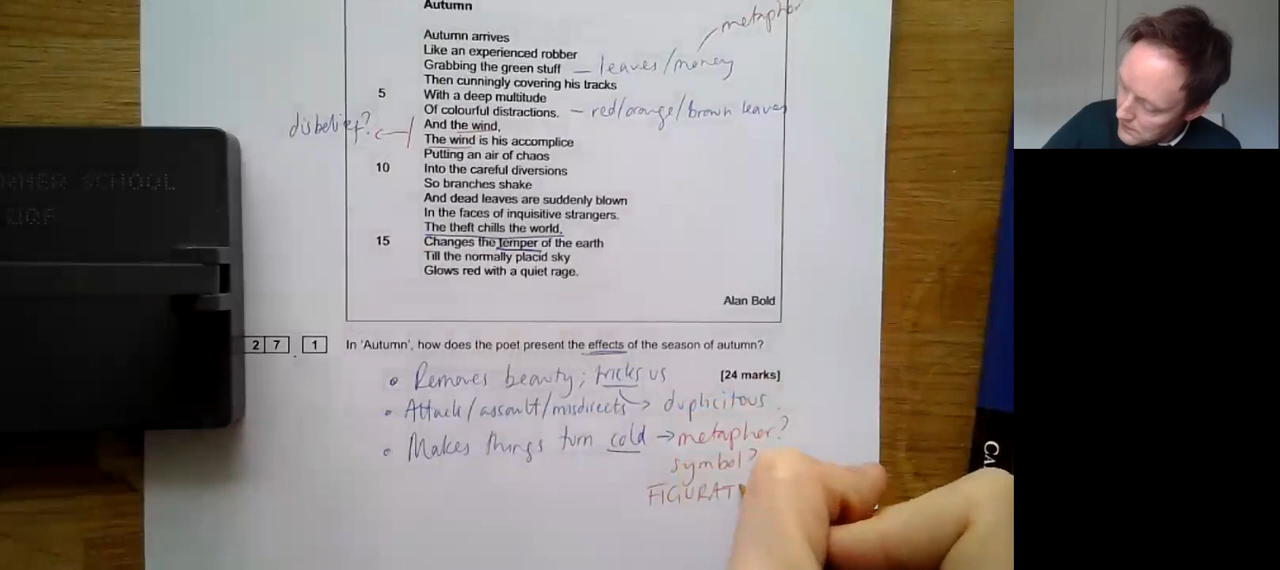 Autumn
metaphor
Autumn arrives
Like an experienced robber
Grabbing the green stuff — leaves/money
Then cunningly covering his tracks
5 With a deep multitude
Of colourful distractions. — red/orange/brown leaves
disbelief? And the wind,
The wind is his accomplice
Putting an air of chaos
10 Into the careful diversions
So branches shake
And dead leaves are suddenly blown
In the faces of inquisitive strangers.
The theft chills the world,
15 Changes the temper of the earth
Till the normally placid sky
Glows red with a quiet rage.
Alan Bold
2 7 . 1 In 'Autumn', how does the poet present the effects of the season of autumn?
[24 marks]
• Removes beauty; tricks us
• Attack/assault/misdirects → duplicitous.
• Makes things turn cold → metaphor?
symbol?
FIGURAT
SCHOOL